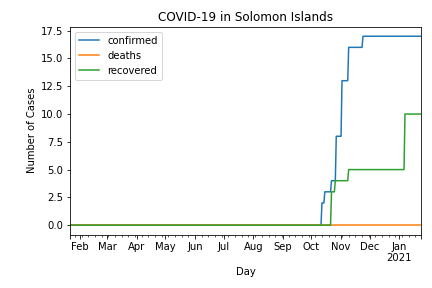 COVID-19 in Solomon Islands
confirmed
deaths
recovered
Number of Cases
17.5
15.0
12.5
10.0
7.5
5.0
2.5
0.0
Feb Mar Apr May Jun Jul Aug Sep Oct Nov Dec Jan
2021
Day